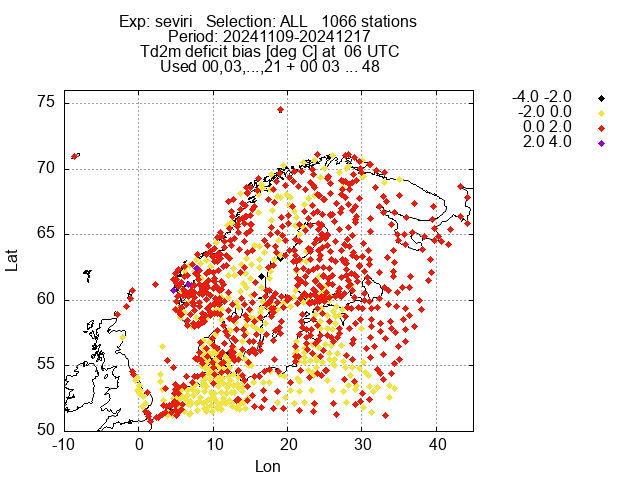 Exp: seviri   Selection: ALL   1066 stations
Period: 20241109-20241217
Td2m deficit bias [deg C] at  06 UTC
Used 00,03,...,21 + 00 03 ... 48
-4.0 -2.0
-2.0 0.0
0.0 2.0
2.0 4.0
75
70
65
60
55
50
Lat
-10 0 10 20 30 40
Lon